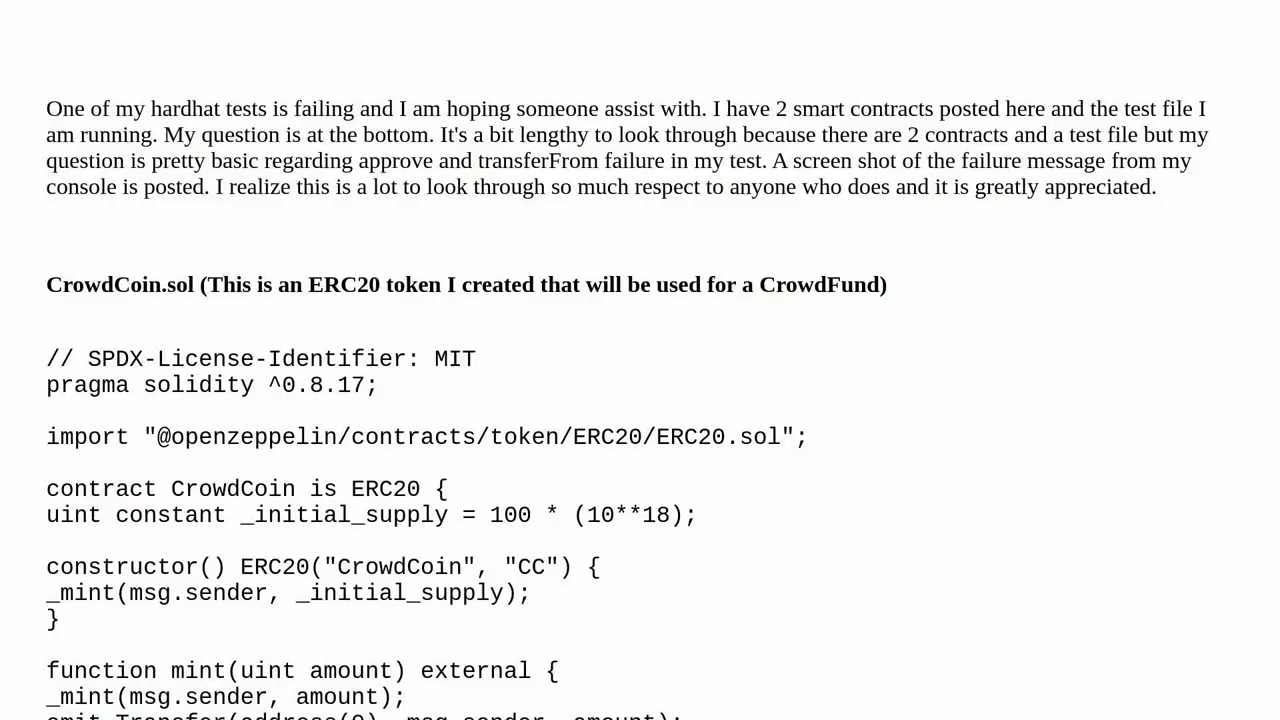 One of my hardhat tests is failing and I am hoping someone assist with. I have 2 smart contracts posted here and the test file I
am running. My question is at the bottom. It's a bit lengthy to look through because there are 2 contracts and a test file but my
question is pretty basic regarding approve and transferFrom failure in my test. A screen shot of the failure message from my
console is posted. I realize this is a lot to look through so much respect to anyone who does and it is greatly appreciated.
CrowdCoin.sol (This is an ERC20 token I created that will be used for a CrowdFund)
// SPDX-License-Identifier: MIT
pragma solidity ^0.8.17;
import "@openzeppelin/contracts/token/ERC20/ERC20.sol";
contract CrowdCoin is ERC20 {
uint constant _initial_supply = 100 * (10**18);
constructor() ERC20("CrowdCoin", "CC") {
_mint(msg.sender, _initial_supply);
}
function mint(uint amount) external {
_mint(msg.sender, amount);
emit Transfer(address(0), msg.sender, amount);